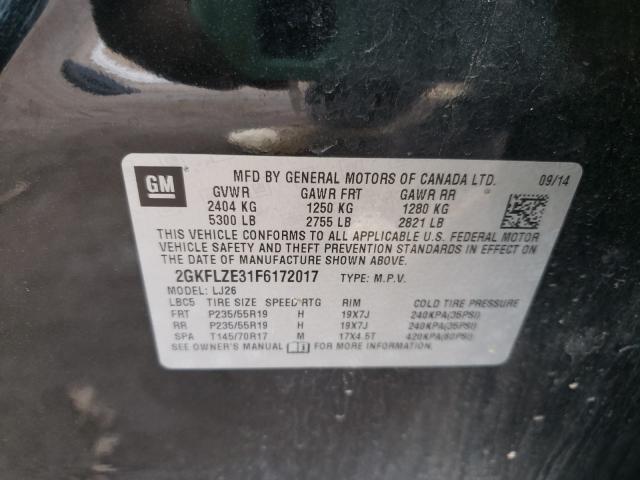 GM
MFD BY GENERAL MOTORS OF CANADA LTD. 09/14
GVWR GAWR FRT GAWR RR
2404 KG 1250 KG 1280 KG
5300 LB 2755 LB 2821 LB
THIS VEHICLE CONFORMS TO ALL APPLICABLE U.S. FEDERAL MOTOR
VEHICLE SAFETY AND THEFT PREVENTION STANDARDS IN EFFECT ON
THE DATE OF MANUFACTURE SHOWN ABOVE.
2GKFLZE31F6172017 TYPE: M.P.V.
MODEL: LJ26
LBC5 TIRE SIZE SPEED RTG RIM COLD TIRE PRESSURE
FRT P235/55R19 H 19X7J 240KPA(35PSI)
RR P235/55R19 H 19X7J 240KPA(35PSI)
SPA T145/70R17 M 17X4.5T 420KPA(60PSI)
SEE OWNER'S MANUAL FOR MORE INFORMATION